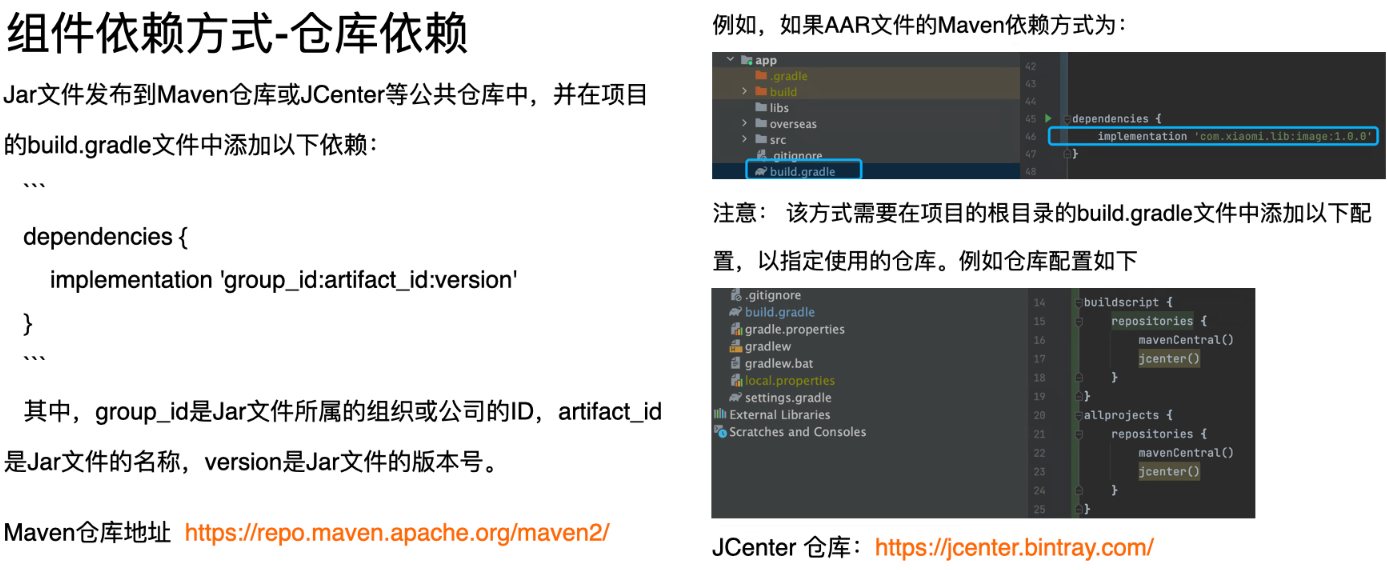 组件依赖方式-仓库依赖
Jar文件发布到Maven仓库或JCenter等公共仓库中，并在项目
的build.gradle文件中添加以下依赖：
```
dependencies {
implementation 'group_id:artifact_id:version'
}
```
其中，group_id是Jar文件所属的组织或公司的ID，artifact_id
是Jar文件的名称，version是Jar文件的版本号。
Maven仓库地址 https://repo.maven.apache.org/maven2/
例如，如果AAR文件的Maven依赖方式为：
app
.gradle
build
libs
overseas
src
.gitignore
build.gradle
42
43
44
45 dependencies {
46 implementation 'com.xiaomi.lib:image:1.0.0'
47 }
48
注意： 该方式需要在项目的根目录的build.gradle文件中添加以下配
置，以指定使用的仓库。例如仓库配置如下
.gitignore
build.gradle
gradle.properties
gradlew
gradlew.bat
local.properties
settings.gradle
External Libraries
Scratches and Consoles
14 buildscript {
15 repositories {
16 mavenCentral()
17 jcenter()
18 }
19 }
20 allprojects {
21 repositories {
22 mavenCentral()
23 jcenter()
24 }
25 }
JCenter 仓库：https://jcenter.bintray.com/